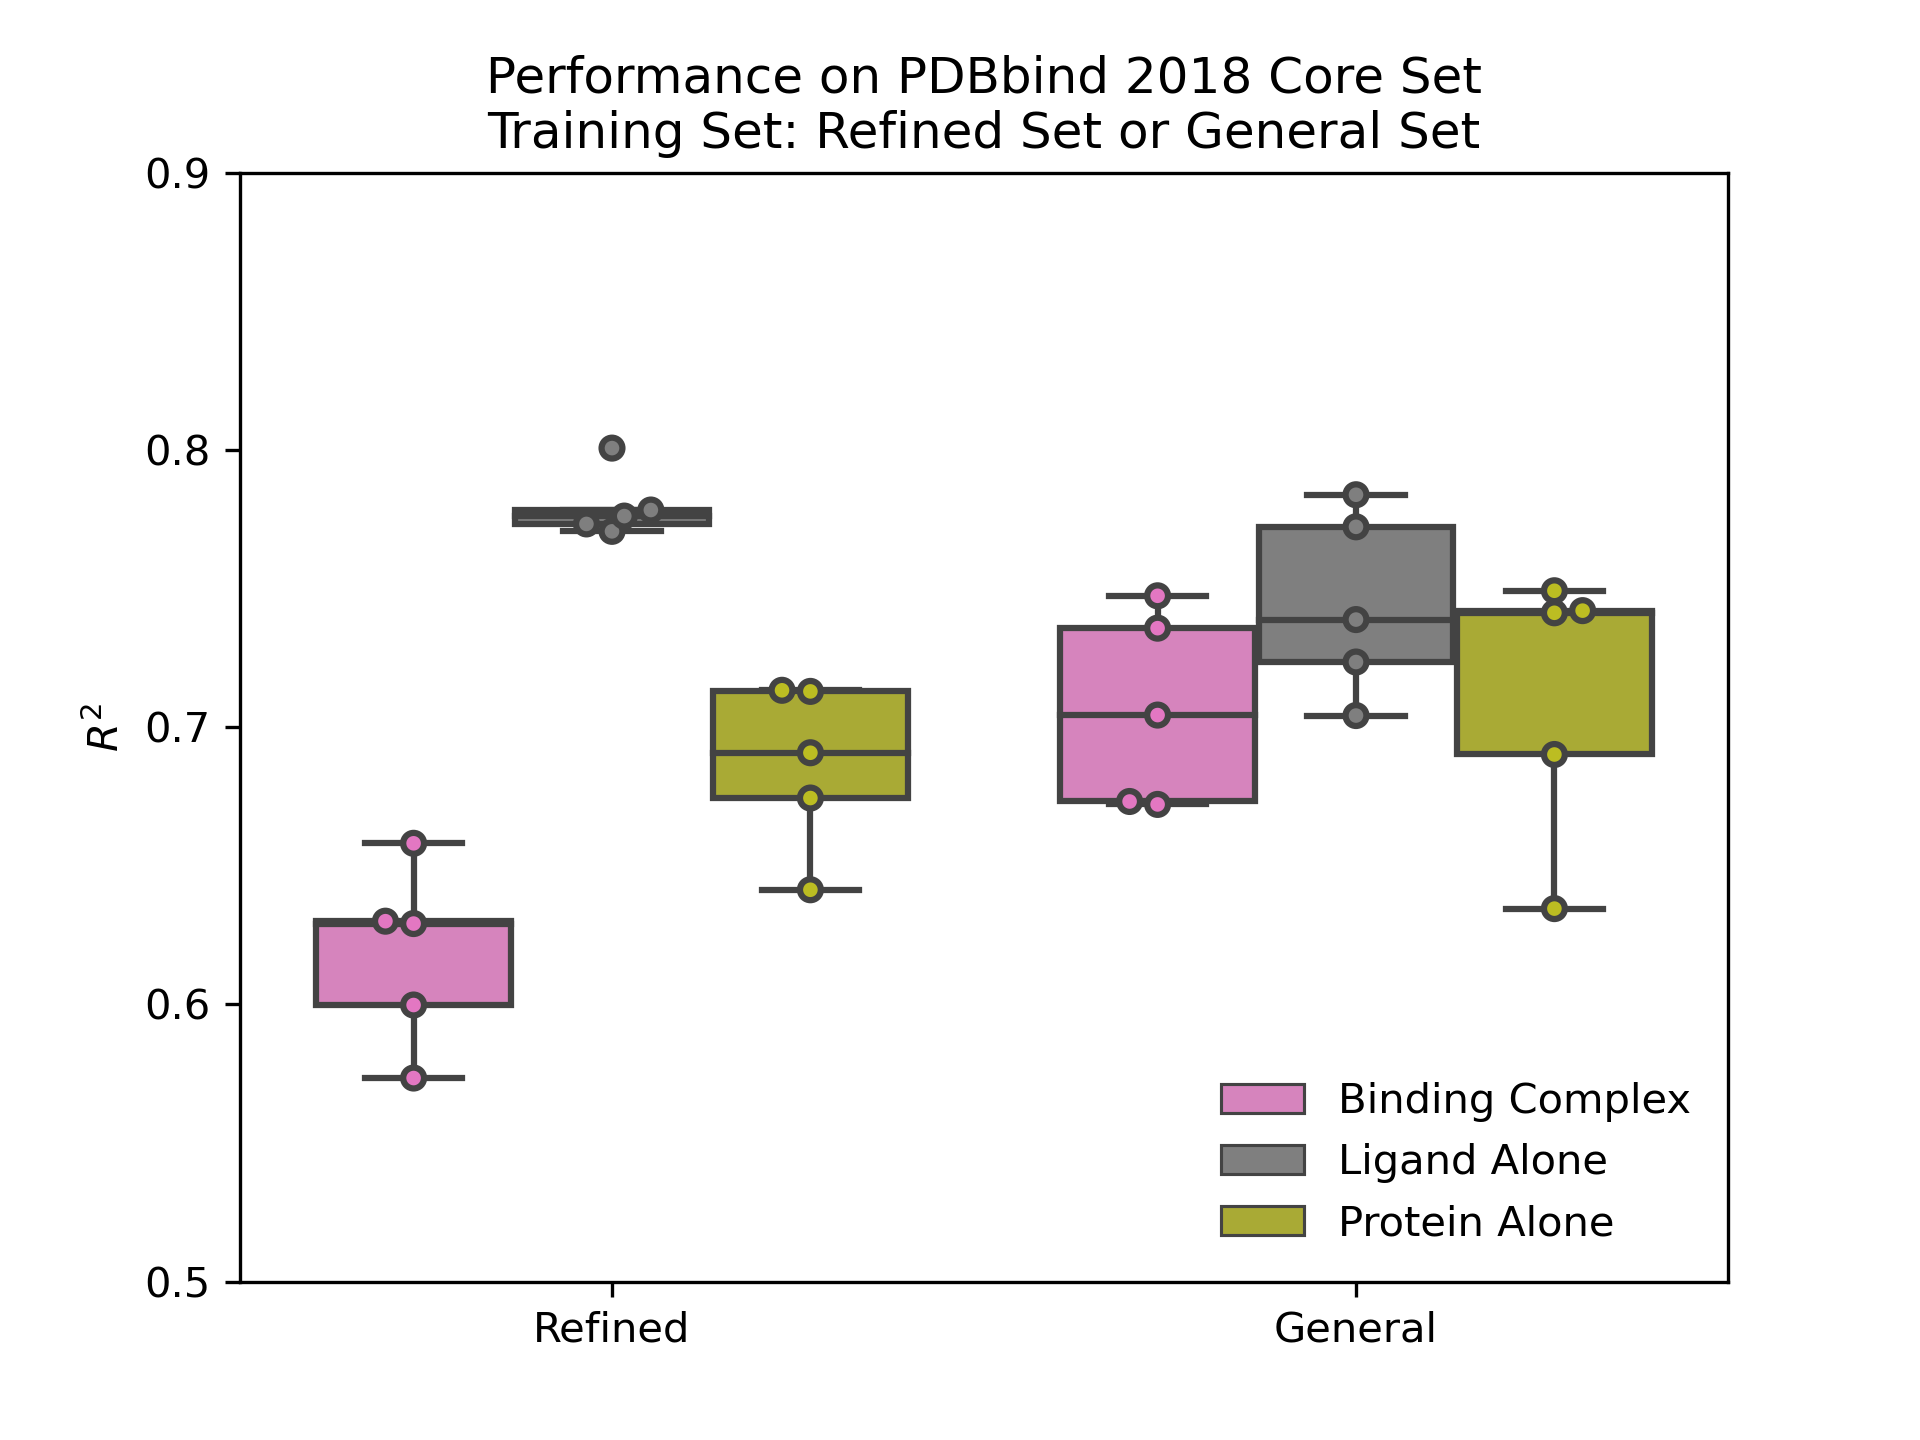 Performance on PDBbind 2018 Core Set
Training Set: Refined Set or General Set
0.9
0.8
0.7
0.6
0.5
R²
Refined
General
Binding Complex
Ligand Alone
Protein Alone